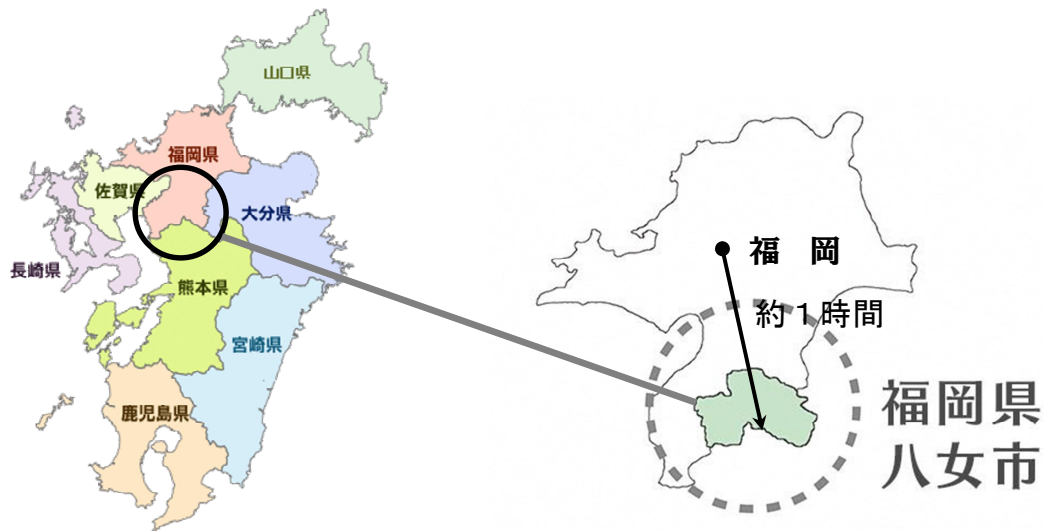 山口県
福岡県
佐賀県
大分県
長崎県
熊本県
宮崎県
鹿児島県
福 岡
約１時間
福岡県
八女市